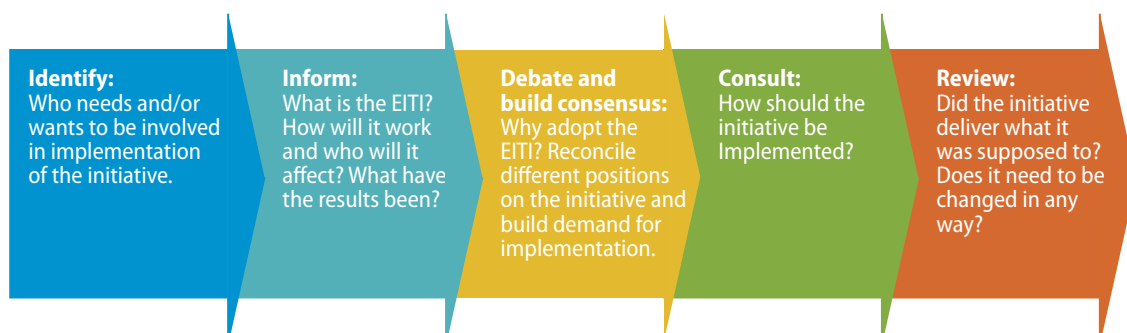 Identify:
Who needs and/or
wants to be involved
in implementation
of the initiative.
Inform:
What is the EITI?
How will it work
and who will it
affect? What have
the results been?
Debate and
build consensus:
Why adopt the
EITI? Reconcile
different positions
on the initiative and
build demand for
implementation.
Consult:
How should the
initiative be
Implemented?
Review:
Did the initiative
deliver what it
was supposed to?
Does it need to be
changed in any
way?